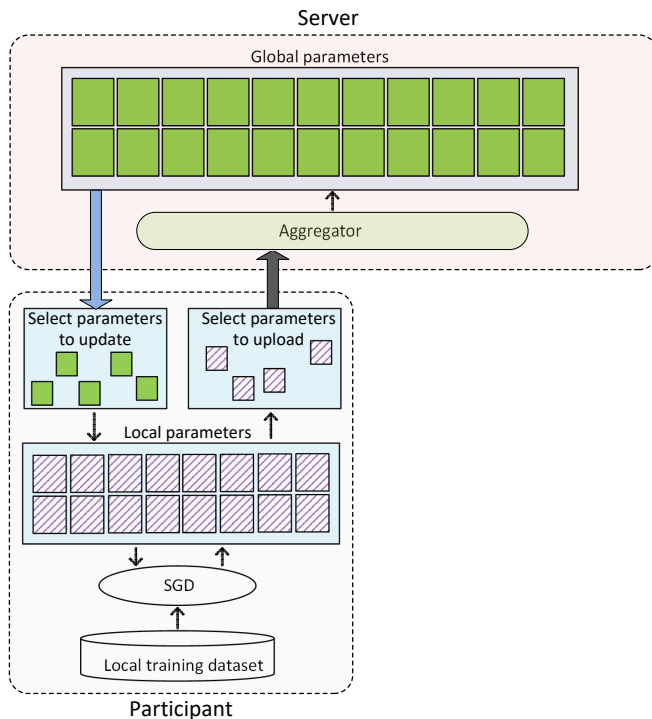 Server
Global parameters
Aggregator
Select parameters
to update
Select parameters
to upload
Local parameters
SGD
Local training dataset
Participant